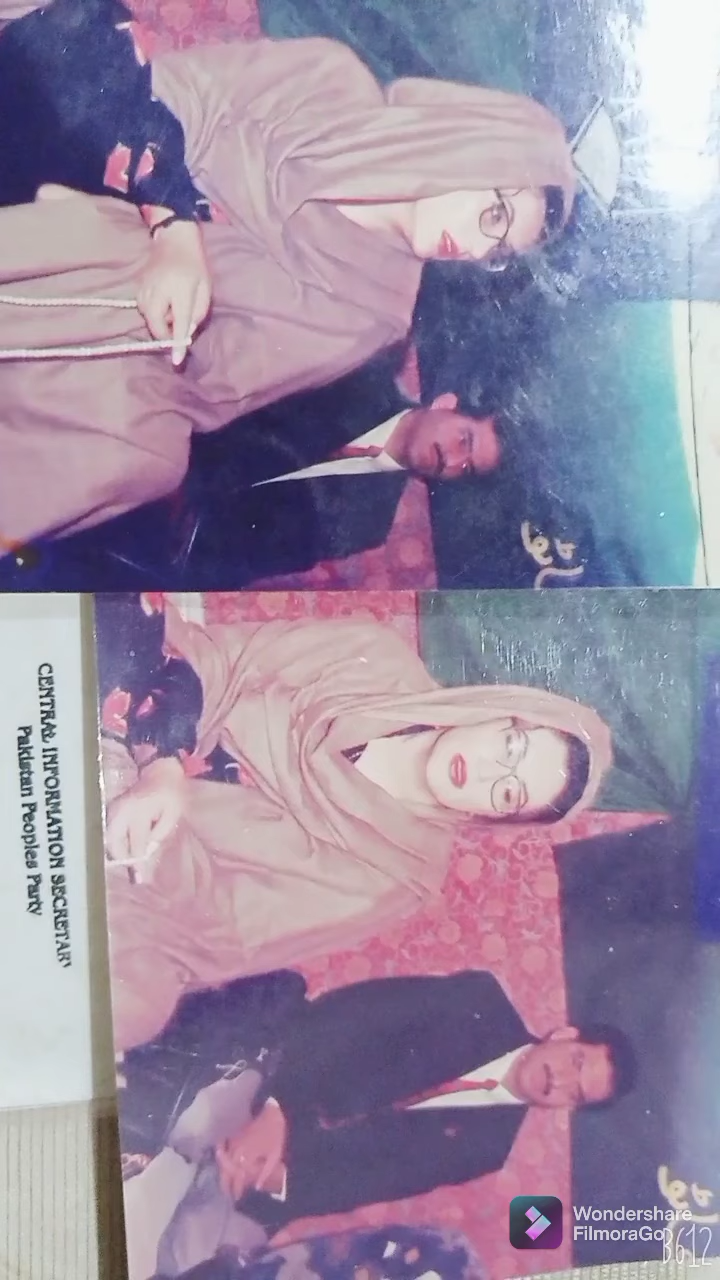 CENTRAL INFORMATION SECRETARY
Pakistan Peoples Party
Wondershare
FilmoraGo
B612